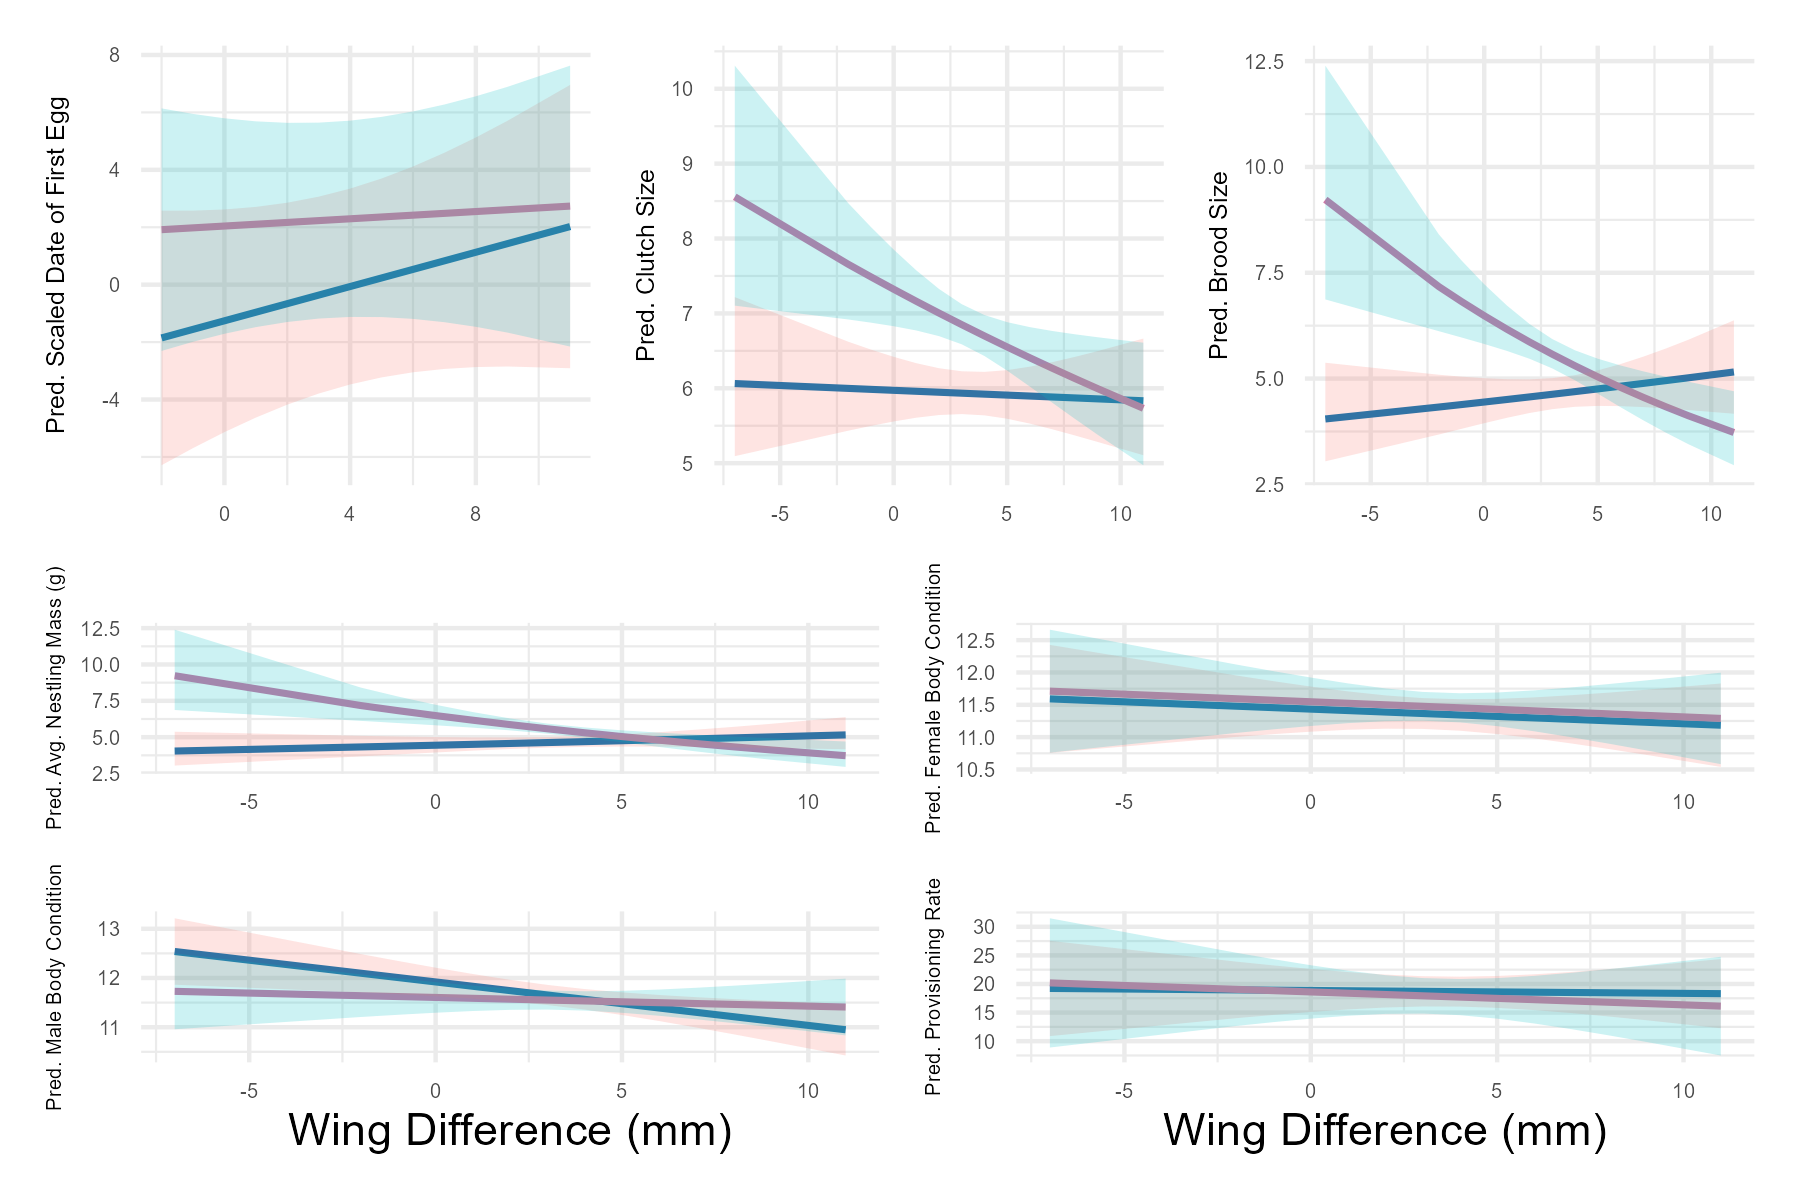 Pred. Scaled Date of First Egg
8
4
0
-4
0 4 8
Pred. Clutch Size
10
9
8
7
6
5
-5 0 5 10
Pred. Brood Size
12.5
10.0
7.5
5.0
2.5
-5 0 5 10
Pred. Avg. Nestling Mass (g)
12.5
10.0
7.5
5.0
2.5
-5 0 5 10
Pred. Female Body Condition
12.5
12.0
11.5
11.0
10.5
-5 0 5 10
Pred. Male Body Condition
13
12
11
-5 0 5 10
Wing Difference (mm)
Pred. Provisioning Rate
30
25
20
15
10
-5 0 5 10
Wing Difference (mm)